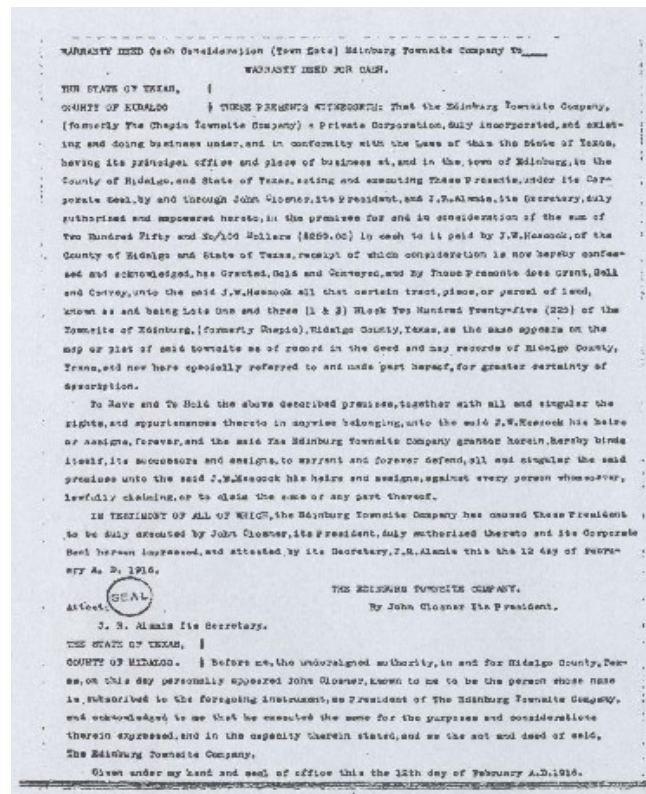 WARRANTY DEED Cash Consideration (Town Lots) Edinburg Townsite Company To____
WARRANTY DEED FOR CASH.
THE STATE OF TEXAS, |
COUNTY OF HIDALGO | THESE PRESENTS WITNESSETH: That the Edinburg Townsite Company,
(formerly The Chapin Townsite Company) a Private Corporation, duly incorporated, and exist-
ing and doing business under, and in conformity with the Laws of this the State of Texas,
having its principal office and place of business at, and in the, town of Edinburg, in the
County of Hidalgo, and State of Texas, acting and executing These Presents, under its Cor-
porate Seal, by and through John Closner, its President, and J.R. Alamia, its Secretary, duly
authorized and empowered hereto, in the premises for and in consideration of the sum of
Two Hundred Fifty and No/100 Dollars ($250.00) in cash to it paid by J.W. Heacock, of the
County of Hidalgo and State of Texas, receipt of which consideration is now hereby confes-
sed and acknowledged, has Granted, Sold and Conveyed, and By These Presents does Grant, Sell
and Convey, unto the said J.W. Heacock all that certain tract, piece, or parcel of land,
known as and being Lots One and three (1 & 3) Block Two Hundred Twenty-five (225) of the
Townsite of Edinburg, (formerly Chapin), Hidalgo County, Texas, as the same appears on the
map or plat of said townsite as of record in the deed and map records of Hidalgo County,
Texas, and now here specially referred to and made part hereof, for greater certainty of
description.
To Have and To Hold the above described premises, together with all and singular the
rights, and appurtenances thereto in anywise belonging, unto the said J.W. Heacock his heirs
or assigns, forever, and the said The Edinburg Townsite Company grantor herein, hereby binds
itself, its successors and assigns, to warrant and forever defend, all and singular the said
premises unto the said J.W. Heacock his heirs and assigns, against every person whomsoever,
lawfully claiming, or to claim the same or any part thereof.
IN TESTIMONY OF ALL OF WHICH, the Edinburg Townsite Company has caused These President
to be duly executed by John Closner, its President, duly authorized thereto and its Corporate
Seal hereon impressed, and attested, by its Secretary, J.R. Alamia this the 12 day of Febru-
ary A. D. 1916.
THE EDINBURG TOWNSITE COMPANY.
Attest: SEAL By John Closner Its President.
J. R. Alamia Its Secretary.
THE STATE OF TEXAS, |
COUNTY OF HIDALGO. | Before me, the undersigned authority, in and for Hidalgo County, Tex-
as, on this day personally appeared John Closner, known to me to be the person whose name
is subscribed to the foregoing instrument, as President of The Edinburg Townsite Company,
and acknowledged to me that he executed the same for the purposes and considerations
therein expressed, and in the capacity therein stated, and as the act and deed of said,
The Edinburg Townsite Company.
Given under my hand and seal of office this the 12th day of February A.D. 1916.